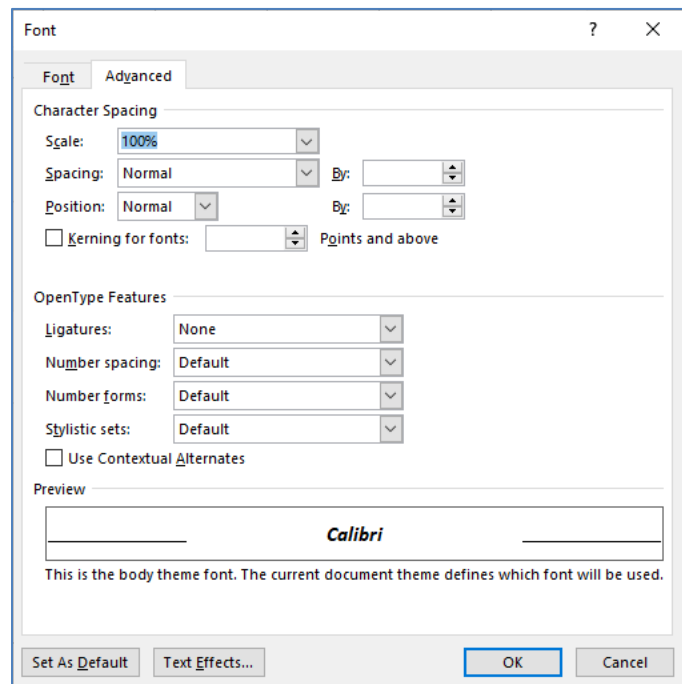 Font ? ✕
Font Advanced
Character Spacing
Scale: 100%
Spacing: Normal By:
Position: Normal By:
Kerning for fonts: Points and above
OpenType Features
Ligatures: None
Number spacing: Default
Number forms: Default
Stylistic sets: Default
Use Contextual Alternates
Preview
Calibri
This is the body theme font. The current document theme defines which font will be used.
Set As Default Text Effects... OK Cancel